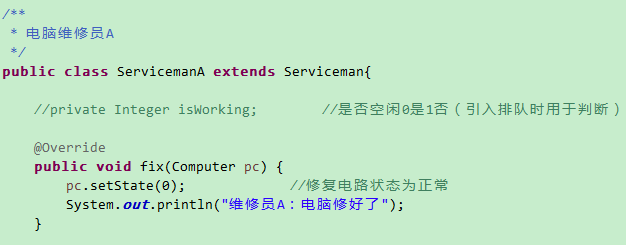 /**
 * 电脑维修员A
 */
public class ServicemanA extends Serviceman{
//private Integer isWorking; //是否空闲0是1否（引入排队时用于判断）
@Override
public void fix(Computer pc) {
pc.setState(0); //修复电路状态为正常
System.out.println("维修员A：电脑修好了");
}